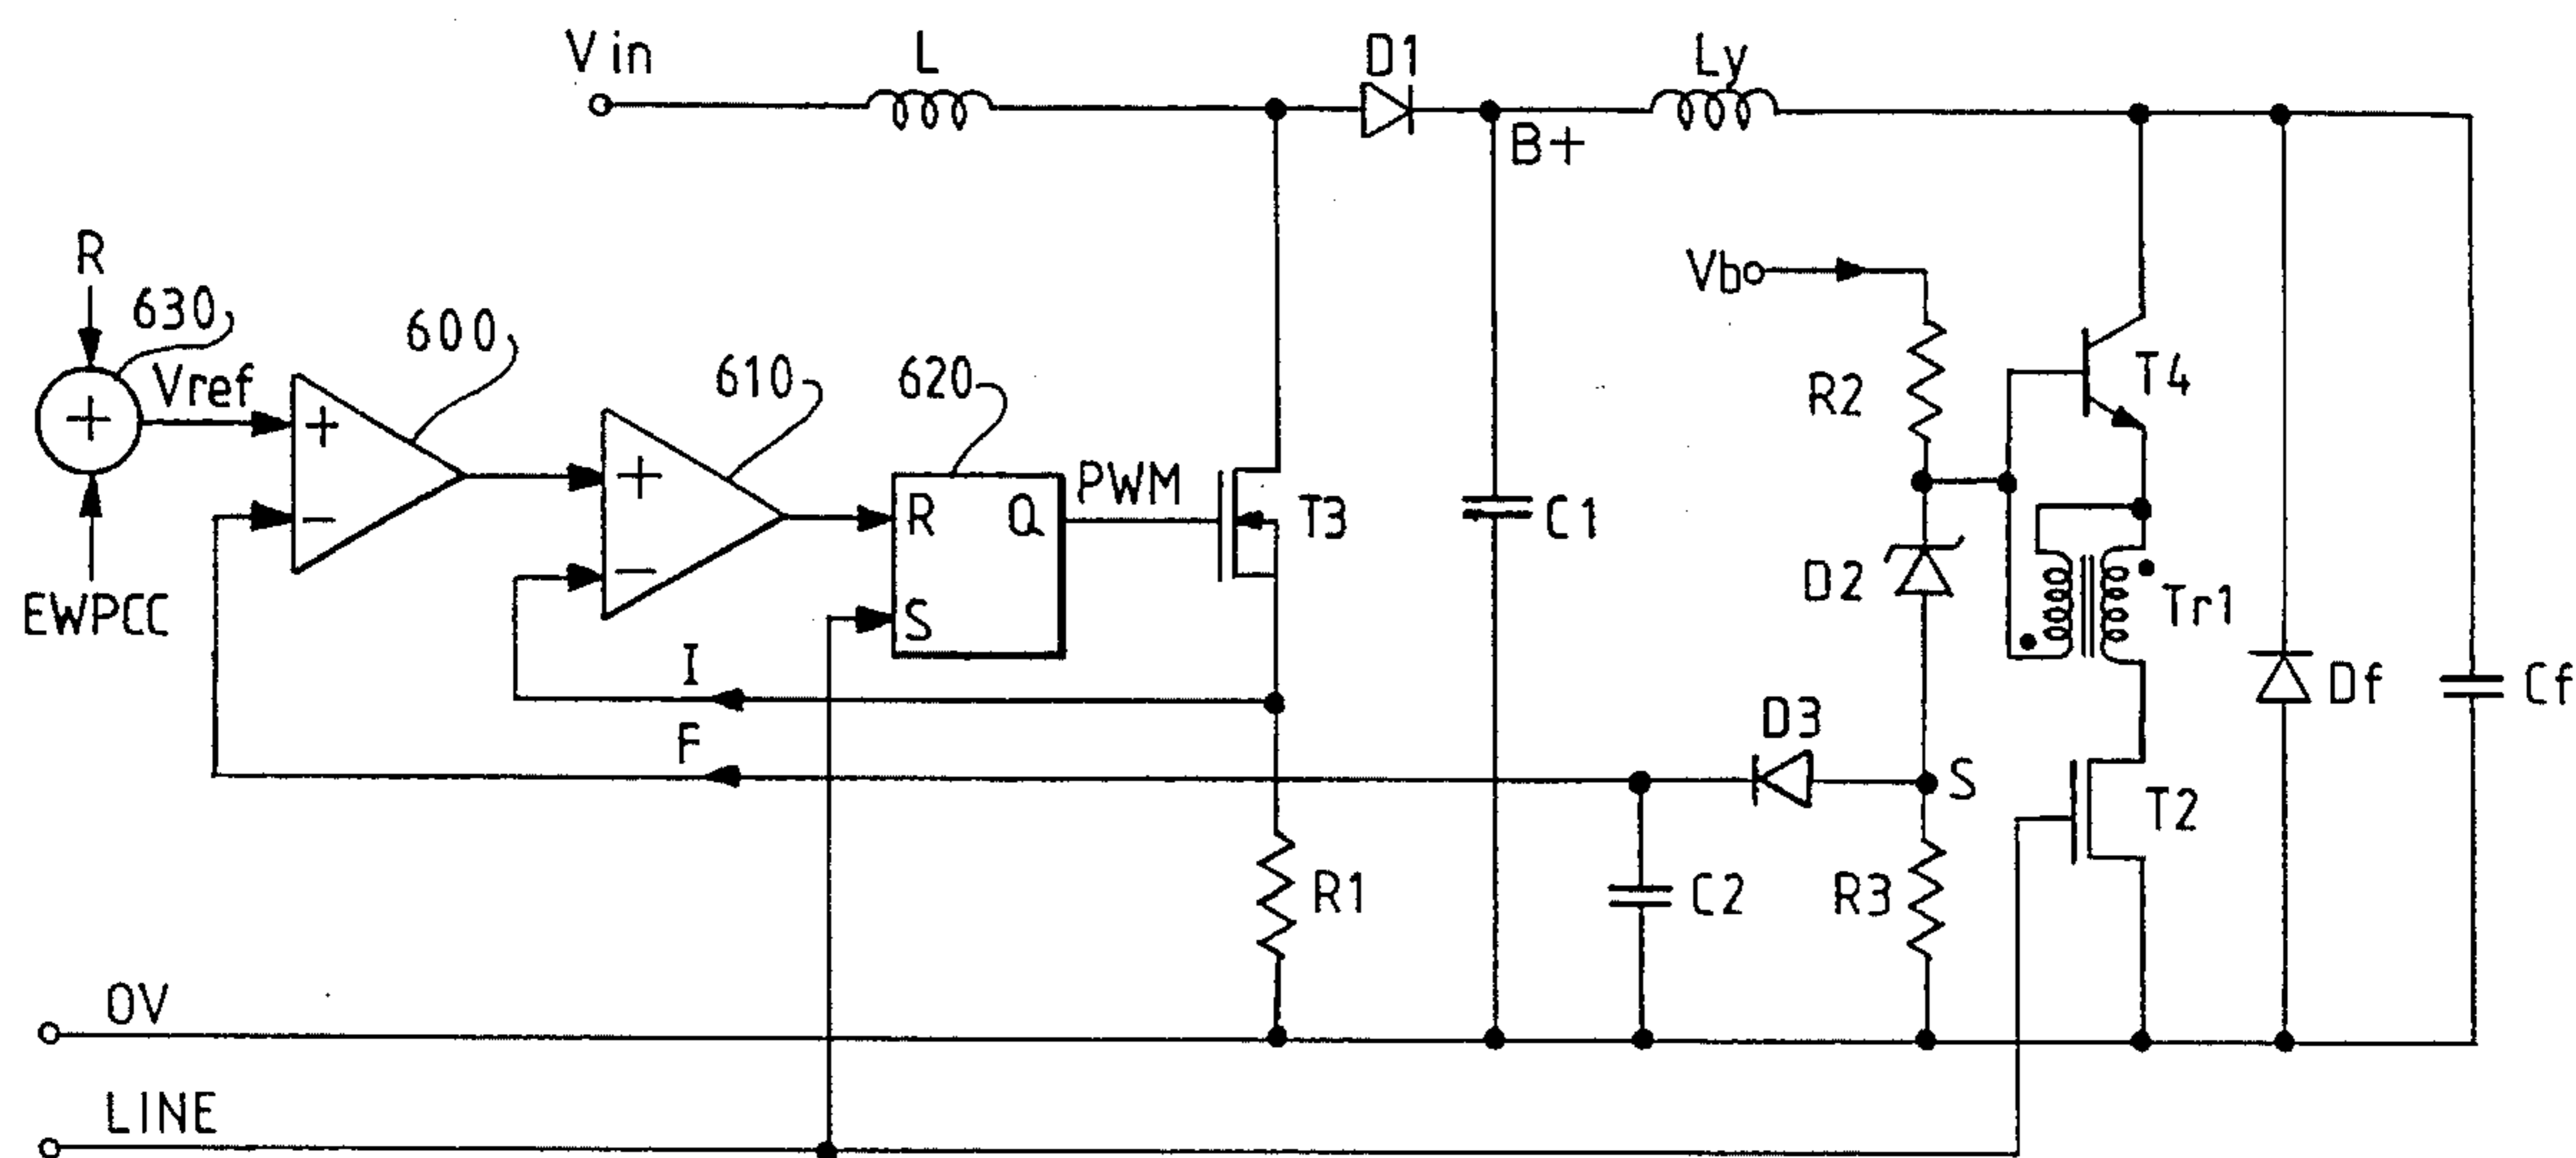 Vin
L
D1
Ly
B+
R
630
Vref
600
610
620
+
+
-
+
-
R
Q
S
PWM
T3
C1
EWPCC
I
F
Vb
R2
T4
D2
Tr1
Df
Cf
D3
S
T2
R1
C2
R3
0V
LINE